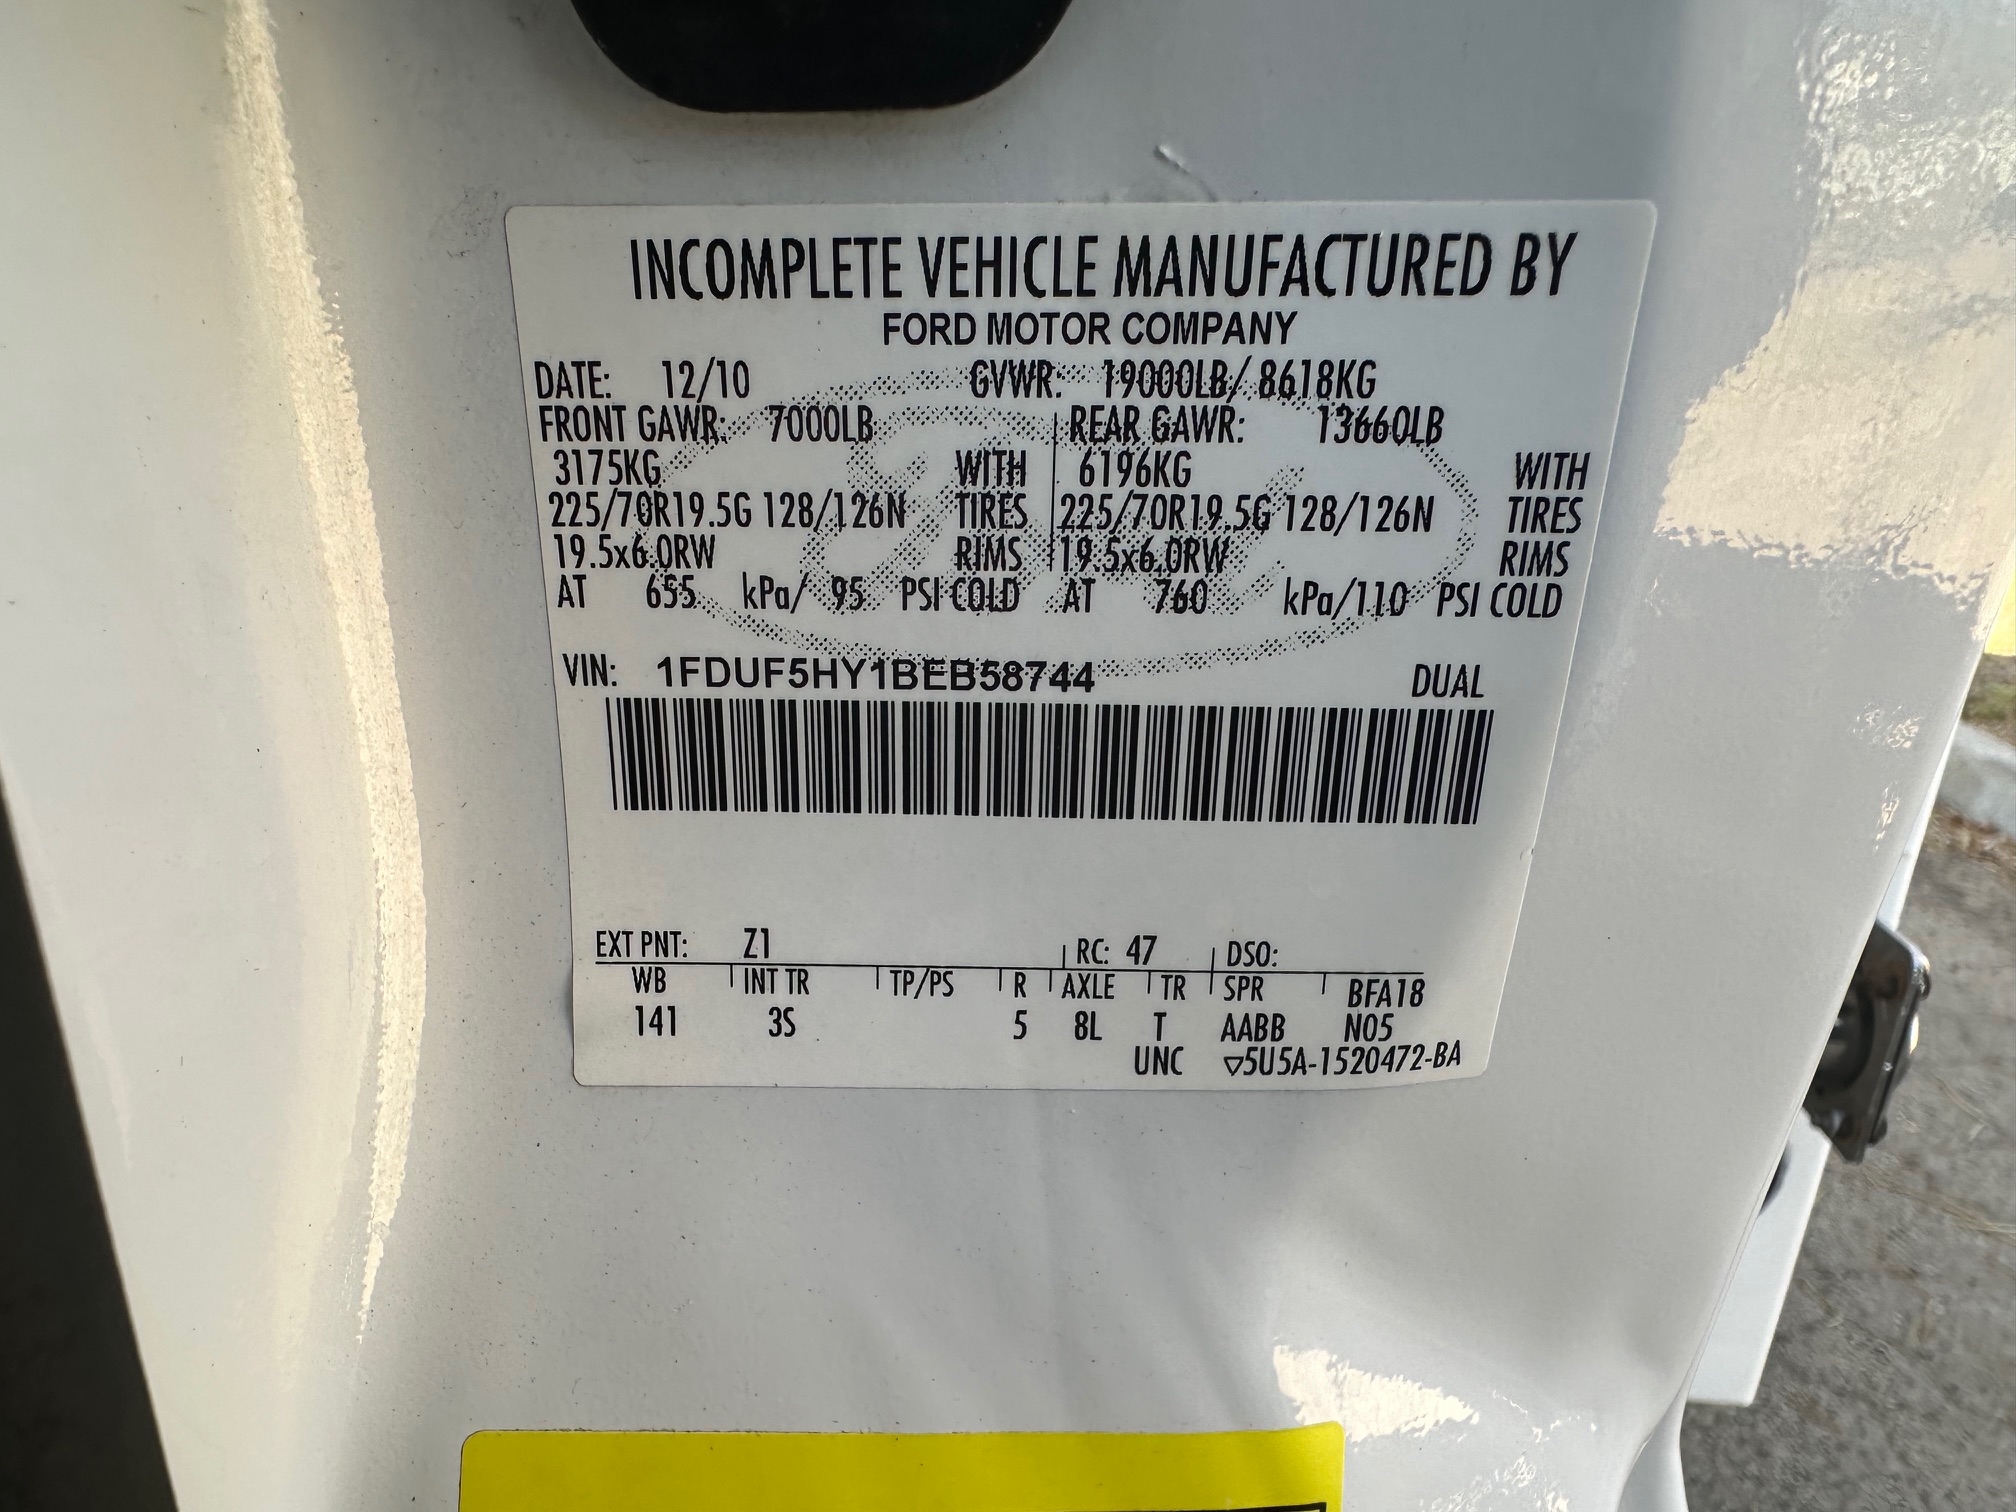 INCOMPLETE VEHICLE MANUFACTURED BY
FORD MOTOR COMPANY
DATE: 12/10 GVWR: 19000LB/ 8618KG
FRONT GAWR: 7000LB REAR GAWR: 13660LB
3175KG WITH 6196KG WITH
225/70R19.5G 128/126N TIRES 225/70R19.5G 128/126N TIRES
19.5x6.0RW RIMS 19.5x6.0RW RIMS
AT 655 kPa/ 95 PSI COLD AT 760 kPa/110 PSI COLD
VIN: 1FDUF5HY1BEB58744 DUAL
EXT PNT: Z1 RC: 47 DSO:
WB INT TR TP/PS R AXLE TR SPR BFA18
141 3S 5 8L T AABB N05
UNC ▽5U5A-1520472-BA